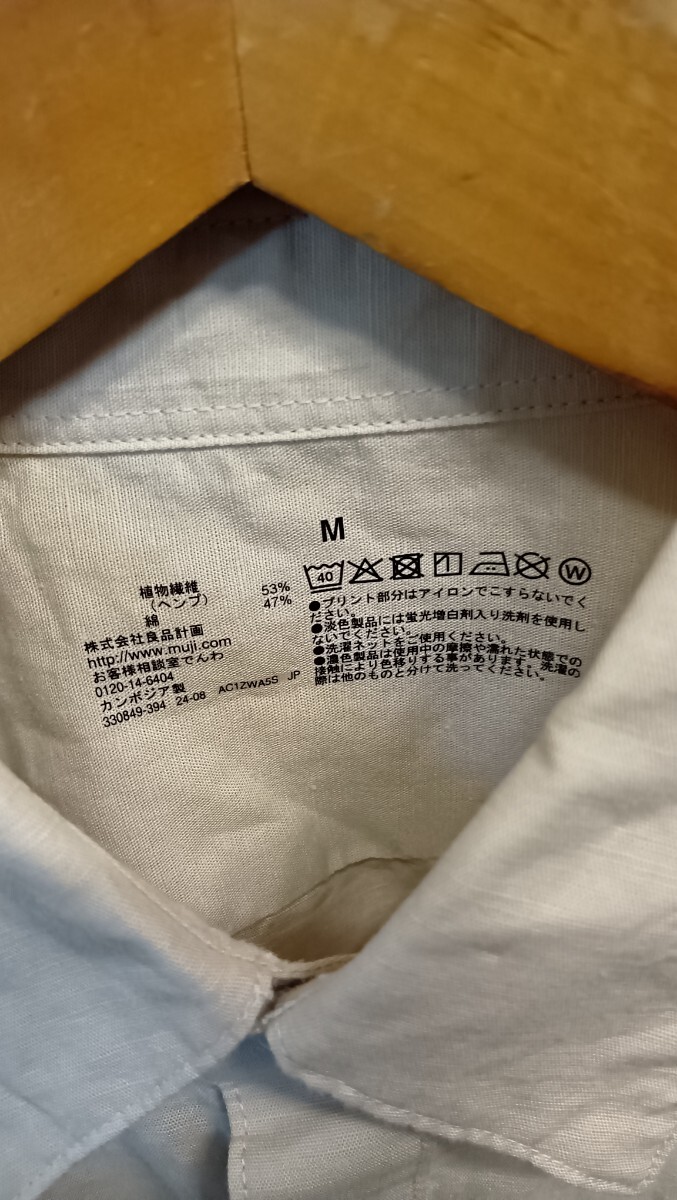 M
植物繊維 53%
（ヘンプ）
綿 47%
株式会社良品計画
http://www.muji.com
お客様相談室でんわ
0120-14-6404
カンボジア製
330849-394 24-08 AC1ZWA5S JP
40 W
●プリント部分はアイロンでこすらないでく
ださい。
●淡色製品には蛍光増白剤入り洗剤を使用し
ないでください。
●洗濯ネットをご使用ください。
●濃色製品は使用中の摩擦や濡れた状態での
接触により色移りする事があります。洗濯の
際は他のものと分けて洗ってください。